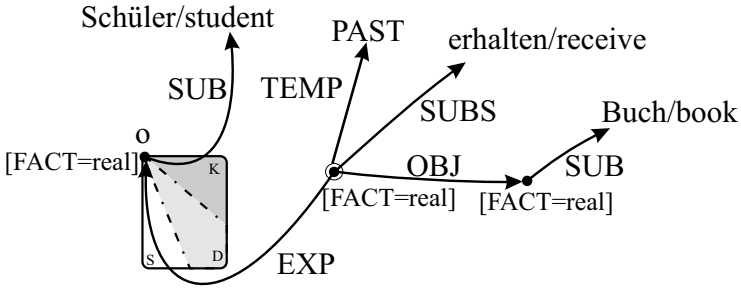 Schüler/student
PAST
erhalten/receive
SUB
TEMP
SUBS
Buch/book
o
[FACT=real]
K
OBJ
SUB
[FACT=real]
[FACT=real]
S
D
EXP